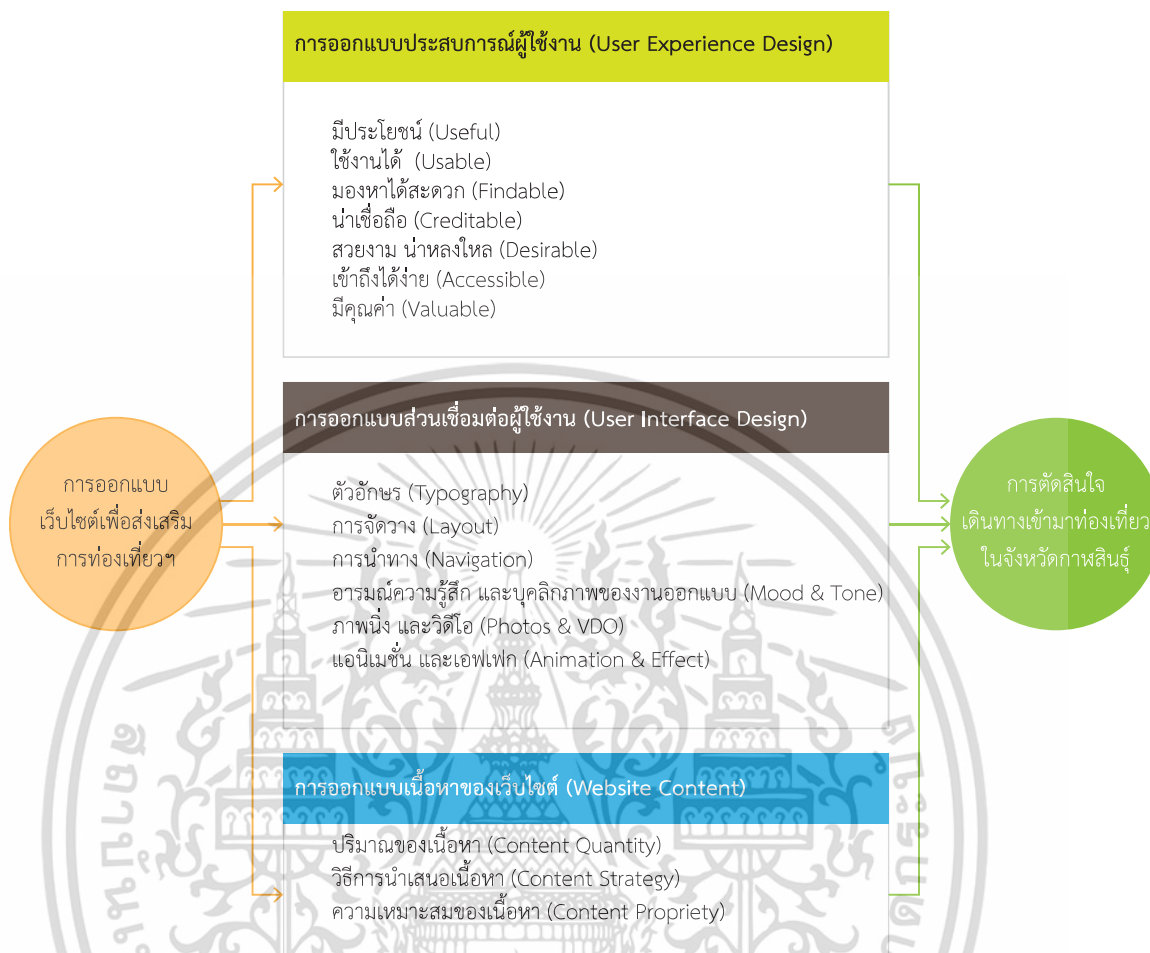 การออกแบบประสบการณ์ผู้ใช้งาน (User Experience Design)
มีประโยชน์ (Useful)
ใช้งานได้ (Usable)
มองหาได้สะดวก (Findable)
น่าเชื่อถือ (Creditable)
สวยงาม น่าหลงใหล (Desirable)
เข้าถึงได้ง่าย (Accessible)
มีคุณค่า (Valuable)
การออกแบบ
เว็บไซต์เพื่อส่งเสริม
การท่องเที่ยวฯ
การออกแบบส่วนเชื่อมต่อผู้ใช้งาน (User Interface Design)
ตัวอักษร (Typography)
การจัดวาง (Layout)
การนำทาง (Navigation)
อารมณ์ความรู้สึก และบุคลิกภาพของงานออกแบบ (Mood & Tone)
ภาพนิ่ง และวิดีโอ (Photos & VDO)
แอนิเมชั่น และเอฟเฟก (Animation & Effect)
การตัดสินใจ
เดินทางเข้ามาท่องเที่ยว
ในจังหวัดกาฬสินธุ์
การออกแบบเนื้อหาของเว็บไซต์ (Website Content)
ปริมาณของเนื้อหา (Content Quantity)
วิธีการนำเสนอเนื้อหา (Content Strategy)
ความเหมาะสมของเนื้อหา (Content Propriety)